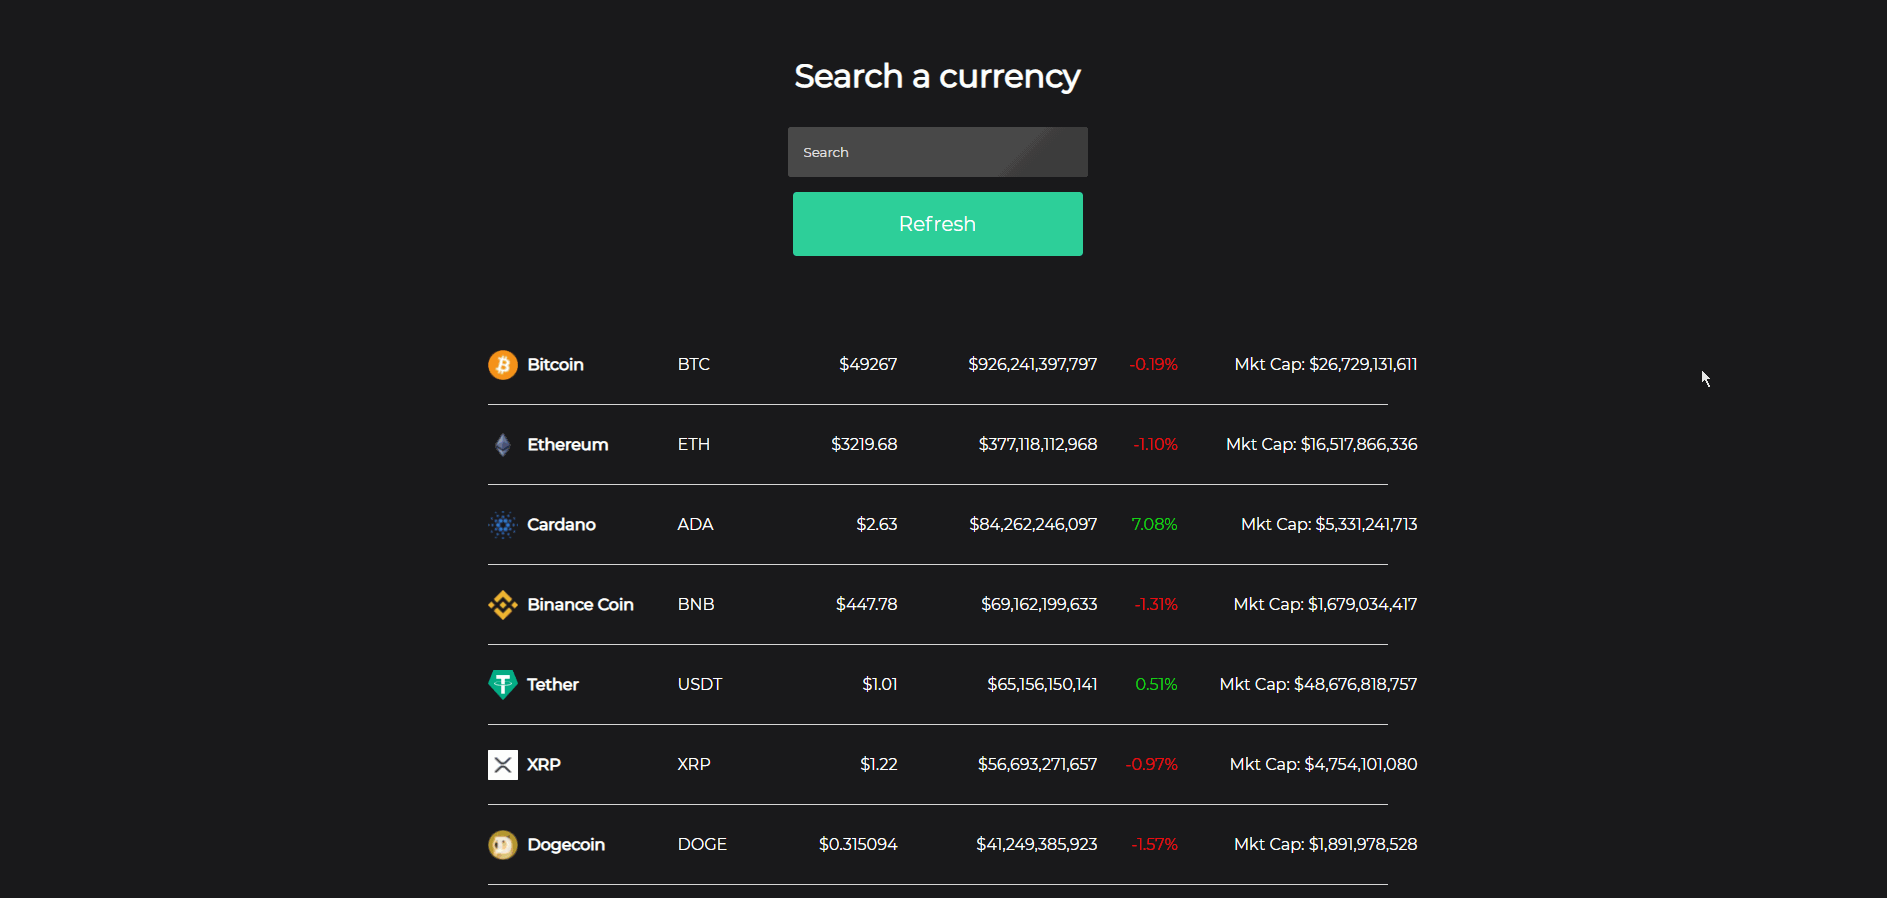 Search a currency
Search
Refresh
Bitcoin BTC $49267 $926,241,397,797 -0.19% Mkt Cap: $26,729,131,611
Ethereum ETH $3219.68 $377,118,112,968 -1.10% Mkt Cap: $16,517,866,336
Cardano ADA $2.63 $84,262,246,097 7.08% Mkt Cap: $5,331,241,713
Binance Coin BNB $447.78 $69,162,199,633 -1.31% Mkt Cap: $1,679,034,417
Tether USDT $1.01 $65,156,150,141 0.51% Mkt Cap: $48,676,818,757
XRP XRP $1.22 $56,693,271,657 -0.97% Mkt Cap: $4,754,101,080
Dogecoin DOGE $0.315094 $41,249,385,923 -1.57% Mkt Cap: $1,891,978,528